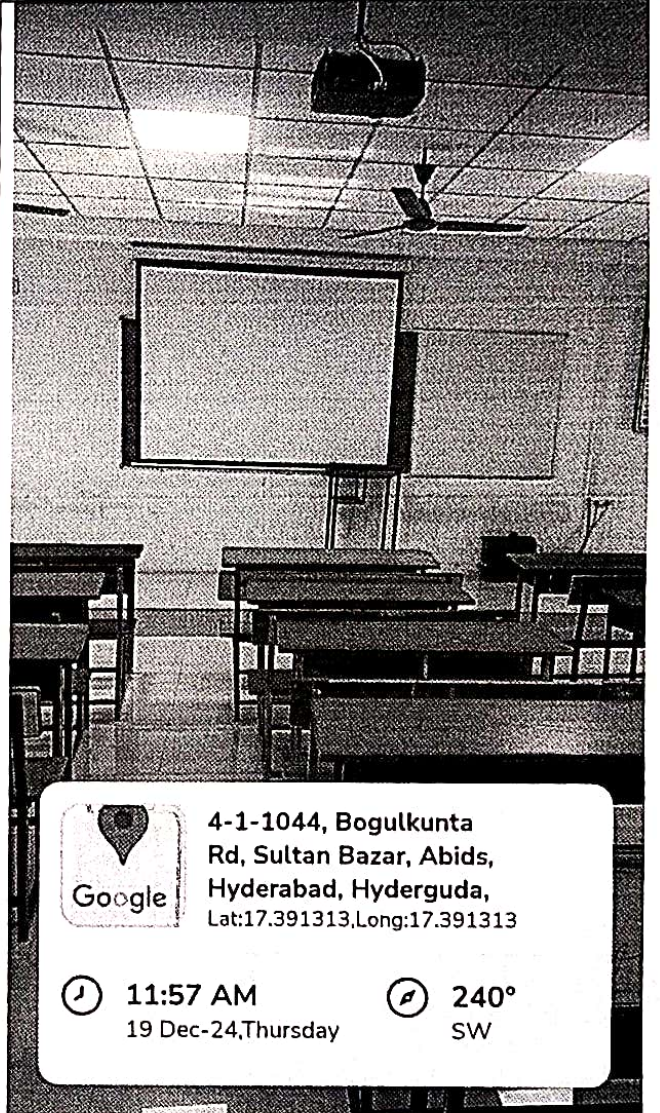 4-1-1044, Bogulkunta
Rd, Sultan Bazar, Abids,
Hyderabad, Hyderguda,
Lat:17.391313,Long:17.391313
Google
11:57 AM
19 Dec-24,Thursday
240°
SW